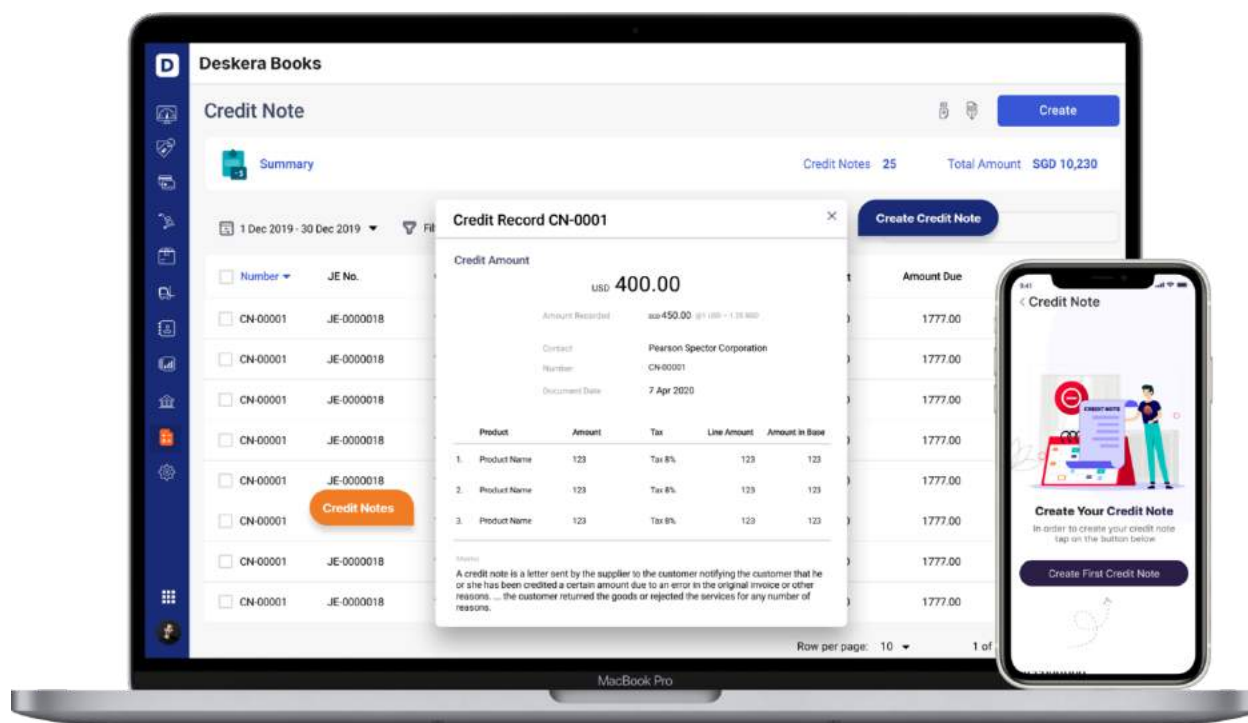 Deskera Books
Credit Note
Create
Summary
Credit Notes 25
Total Amount SGD 10,230
1 Dec 2019 - 30 Dec 2019
Fil
Create Credit Note
Number
JE No.
t
Amount Due
CN-00001 JE-0000018 1777.00
CN-00001 JE-0000018 1777.00
CN-00001 JE-0000018 1777.00
CN-00001 JE-0000018 1777.00
CN-00001 JE-0000018 1777.00
CN-00001 1777.00
CN-00001 JE-0000018 1777.00
CN-00001 JE-0000018 1777.00
Credit Notes
Row per page: 10
1 of
Credit Record CN-0001
Credit Amount
USD 400.00
Amount Recorded 450.00
Contact Pearson Spector Corporation
Number CN-00001
Document Date 7 Apr 2020
Product Amount Tax Line Amount Amount in Base
1. Product Name 123 Tax 8% 123 123
2. Product Name 123 Tax 8% 123 123
3. Product Name 123 Tax 8% 123 123
Memo
A credit note is a letter sent by the supplier to the customer notifying the customer that he
or she has been credited a certain amount due to an error in the original invoice or other
reasons. ... the customer returned the goods or rejected the services for any number of
reasons.
9:41
Credit Note
CREDIT NOTE
Create Your Credit Note
In order to create your credit note
tap on the button below
Create First Credit Note
MacBook Pro